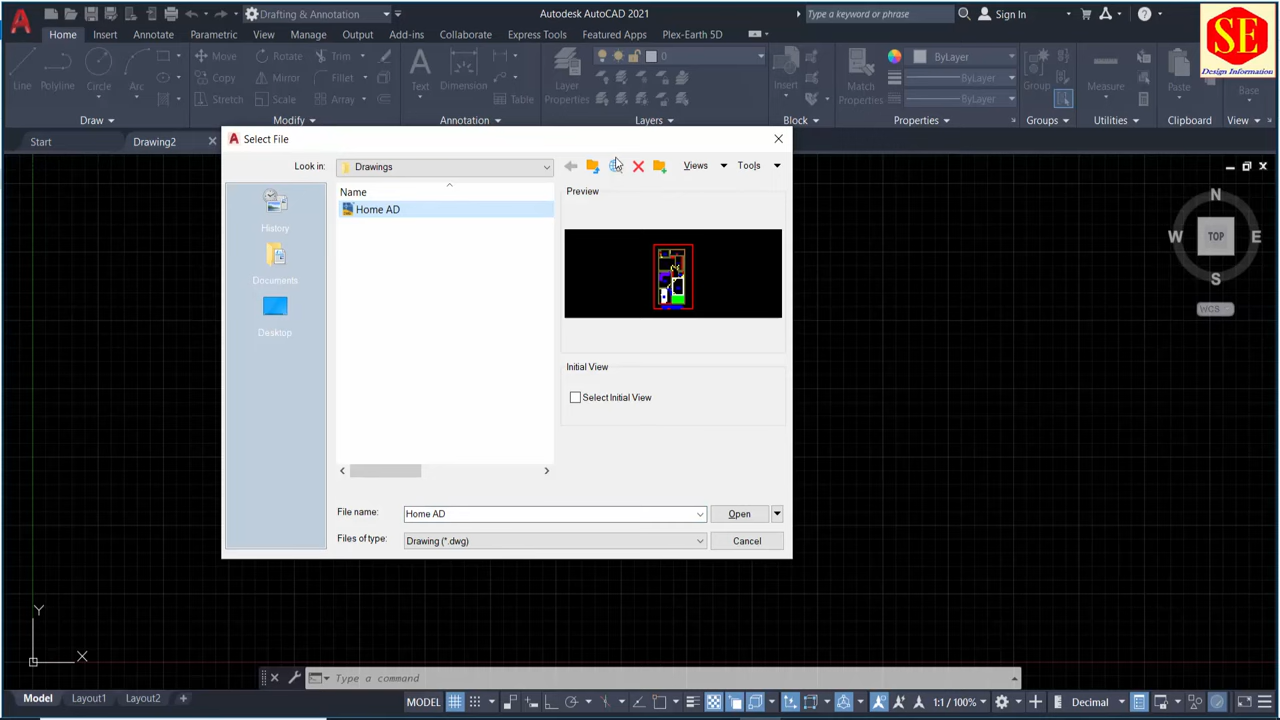 Drafting & Annotation
Autodesk AutoCAD 2021
Type a keyword or phrase
Sign In
SE
Design Information
Home Insert Annotate Parametric View Manage Output Add-ins Collaborate Express Tools Featured Apps Plex-Earth 5D
Line
Polyline
Circle
Arc
Move
Rotate
Trim
Copy
Mirror
Fillet
Stretch
Scale
Array
Text
Dimension
Table
Layer
Properties
0
Insert
Match
Properties
ByLayer
ByLayer
ByLayer
Group
Paste
Base
Draw
Modify
Annotation
Layers
Block
Properties
Groups
Utilities
Clipboard
View
Start
Drawing2
Select File
Look in:
Drawings
Views
Tools
Name
Preview
Home AD
History
Documents
Desktop
Initial View
Select Initial View
File name:
Home AD
Open
Files of type:
Drawing (*.dwg)
Cancel
N
W
TOP
E
S
WCS
Y
X
Type a command
Model
Layout1
Layout2
MODEL
1:1 / 100%
Decimal